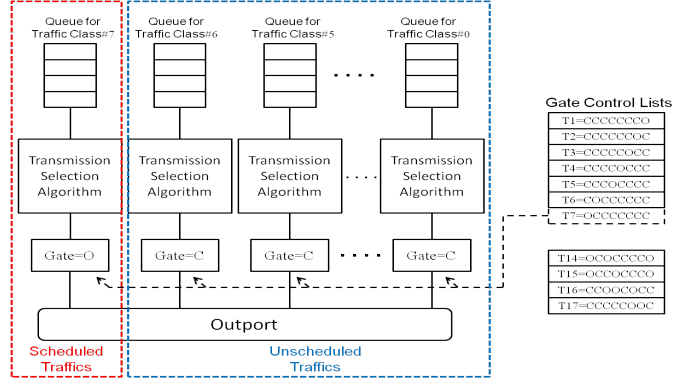 Queue for
Traffic Class#7
Queue for
Traffic Class#6
Queue for
Traffic Class#5
Queue for
Traffic Class#0
Transmission
Selection
Algorithm
Transmission
Selection
Algorithm
Transmission
Selection
Algorithm
Transmission
Selection
Algorithm
Gate=O
Gate=C
Gate=C
Gate=C
Outport
Scheduled
Traffics
Unscheduled
Traffics
Gate Control Lists
T1=CCCCCCCO
T2=CCCCCCOC
T3=CCCCCOCC
T4=CCCCOCCC
T5=CCCOCCCC
T6=COCCCCCC
T7=OCCCCCCC
T14=OCOCCCCO
T15=OCCOCCCO
T16=CCOOCOCC
T17=CCCCCOOC